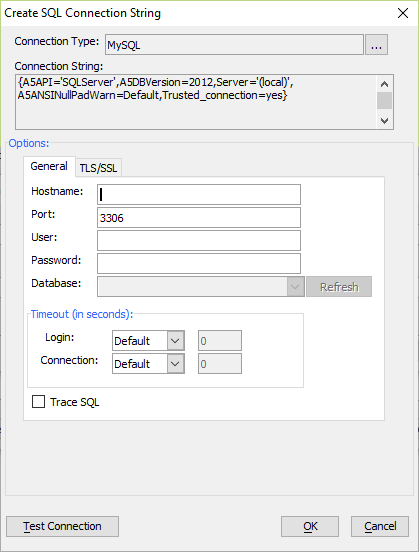 Create SQL Connection String
Connection Type: MySQL ...
Connection String:
{A5API='SQLServer',A5DBVersion=2012,Server='(local)',
A5ANSINullPadWarn=Default,Trusted_connection=yes}
Options:
General TLS/SSL
Hostname:
Port: 3306
User:
Password:
Database: Refresh
Timeout (in seconds):
Login: Default 0
Connection: Default 0
Trace SQL
Test Connection OK Cancel